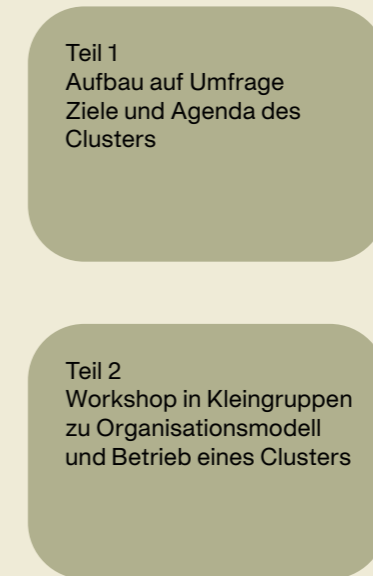 Teil 1
Aufbau auf Umfrage
Ziele und Agenda des
Clusters
Teil 2
Workshop in Kleingruppen
zu Organisationsmodell
und Betrieb eines Clusters